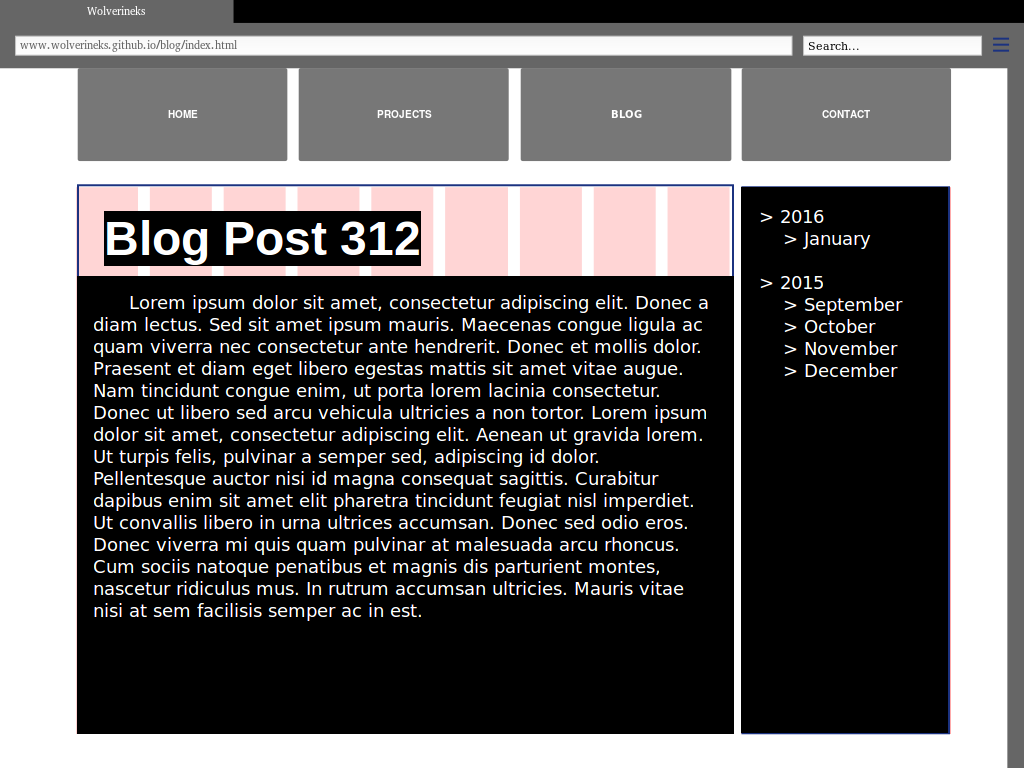 Wolverineks
www.wolverineks.github.io/blog/index.html
Search...
HOME
PROJECTS
BLOG
CONTACT
Blog Post 312
Lorem ipsum dolor sit amet, consectetur adipiscing elit. Donec a
diam lectus. Sed sit amet ipsum mauris. Maecenas congue ligula ac
quam viverra nec consectetur ante hendrerit. Donec et mollis dolor.
Praesent et diam eget libero egestas mattis sit amet vitae augue.
Nam tincidunt congue enim, ut porta lorem lacinia consectetur.
Donec ut libero sed arcu vehicula ultricies a non tortor. Lorem ipsum
dolor sit amet, consectetur adipiscing elit. Aenean ut gravida lorem.
Ut turpis felis, pulvinar a semper sed, adipiscing id dolor.
Pellentesque auctor nisi id magna consequat sagittis. Curabitur
dapibus enim sit amet elit pharetra tincidunt feugiat nisl imperdiet.
Ut convallis libero in urna ultrices accumsan. Donec sed odio eros.
Donec viverra mi quis quam pulvinar at malesuada arcu rhoncus.
Cum sociis natoque penatibus et magnis dis parturient montes,
nascetur ridiculus mus. In rutrum accumsan ultricies. Mauris vitae
nisi at sem facilisis semper ac in est.
> 2016
> January
> 2015
> September
> October
> November
> December